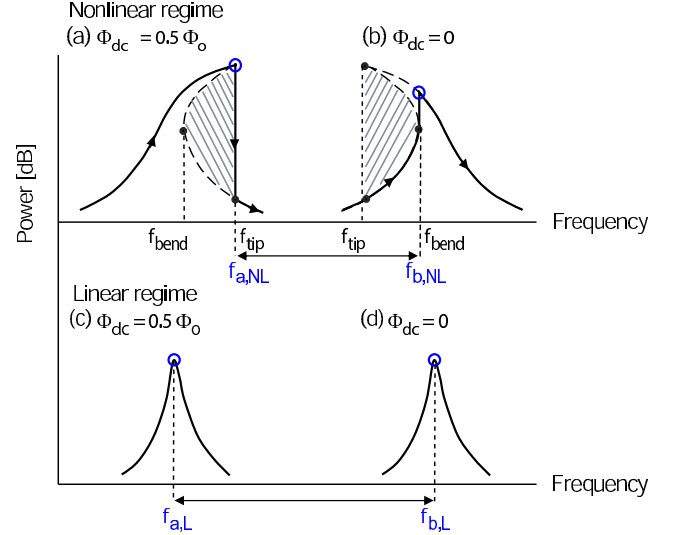 Nonlinear regime
(a) Φdc = 0.5 Φo
(b) Φdc = 0
Power [dB]
Frequency
fbend
ftip
ftip
fbend
fa,NL
fb,NL
Linear regime
(c) Φdc = 0.5 Φo
(d) Φdc = 0
Frequency
fa,L
fb,L